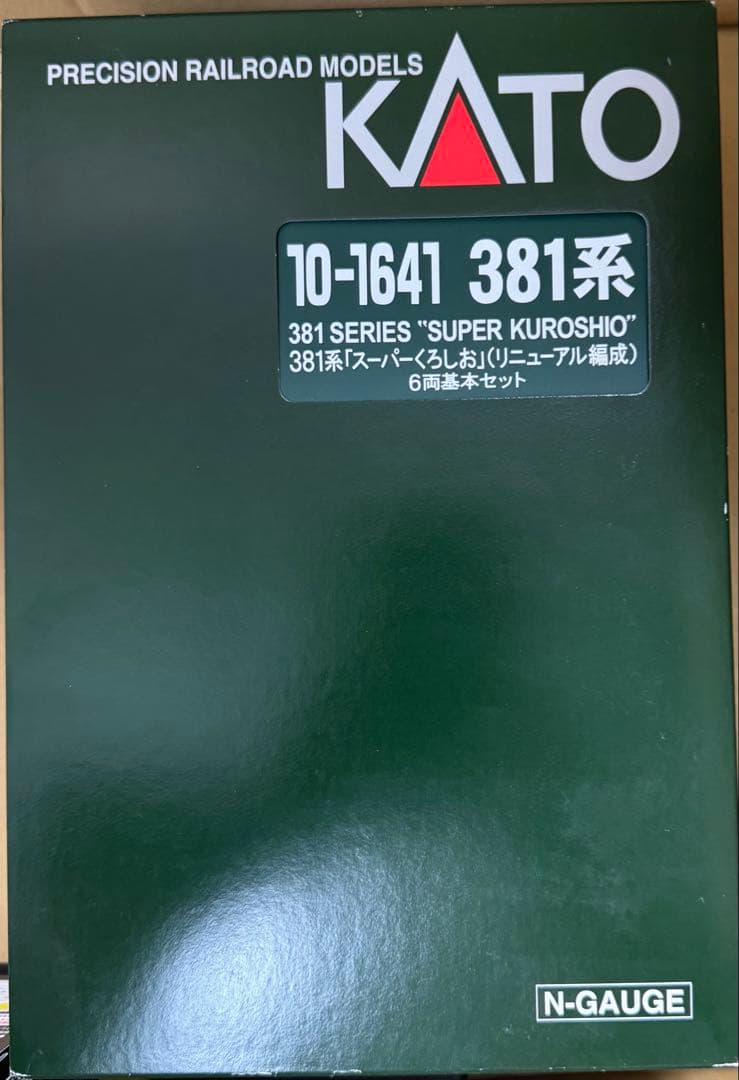 PRECISION RAILROAD MODELS
KATO
10-1641 381系
381 SERIES "SUPER KUROSHIO"
381系「スーパーくろしお」(リニューアル編成)
6両基本セット
N-GAUGE